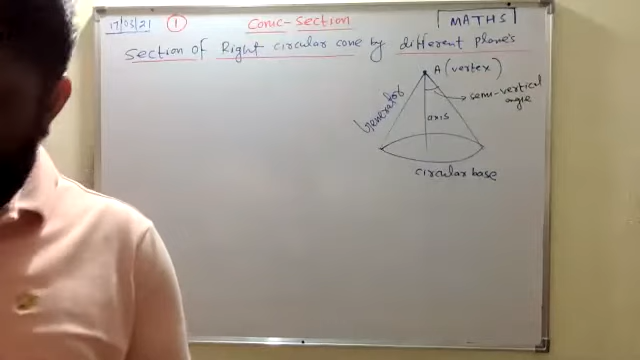 17/05/21 1 Conic-Section MATHS
Section of Right circular cone by different plane's
A (vertex)
semi-vertical
angle
Generator
axis
circular base